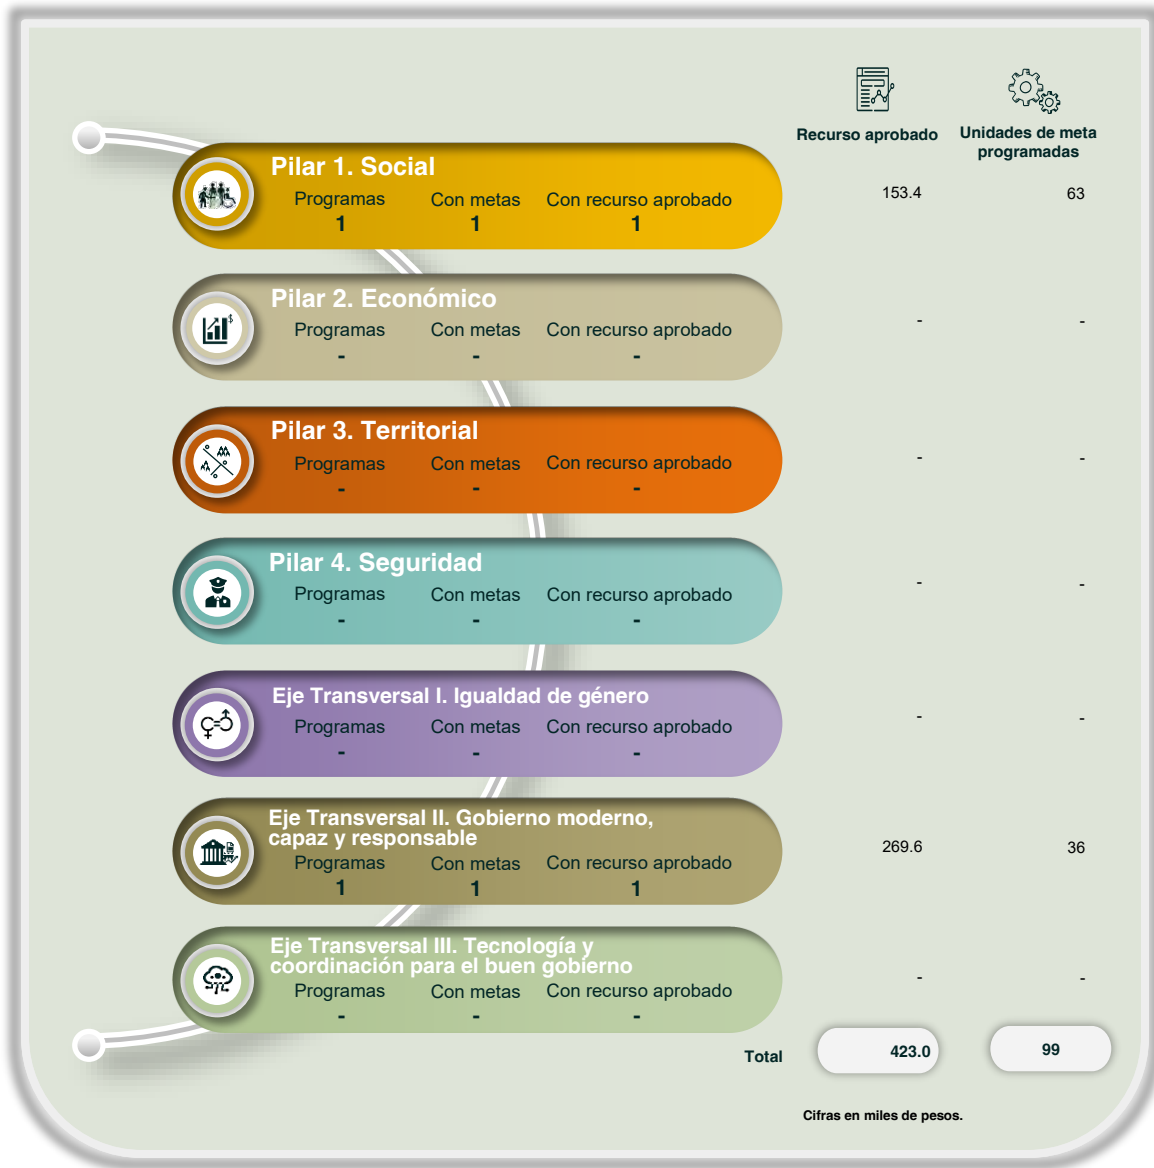 Recurso aprobado
Unidades de meta
programadas
Pilar 1. Social
Programas Con metas Con recurso aprobado
1 1 1
153.4 63
Pilar 2. Económico
Programas Con metas Con recurso aprobado
- - -
- -
Pilar 3. Territorial
Programas Con metas Con recurso aprobado
- - -
- -
Pilar 4. Seguridad
Programas Con metas Con recurso aprobado
- - -
- -
Eje Transversal I. Igualdad de género
Programas Con metas Con recurso aprobado
- - -
- -
Eje Transversal II. Gobierno moderno,
capaz y responsable
Programas Con metas Con recurso aprobado
1 1 1
269.6 36
Eje Transversal III. Tecnología y
coordinación para el buen gobierno
Programas Con metas Con recurso aprobado
- - -
- -
Total 423.0 99
Cifras en miles de pesos.